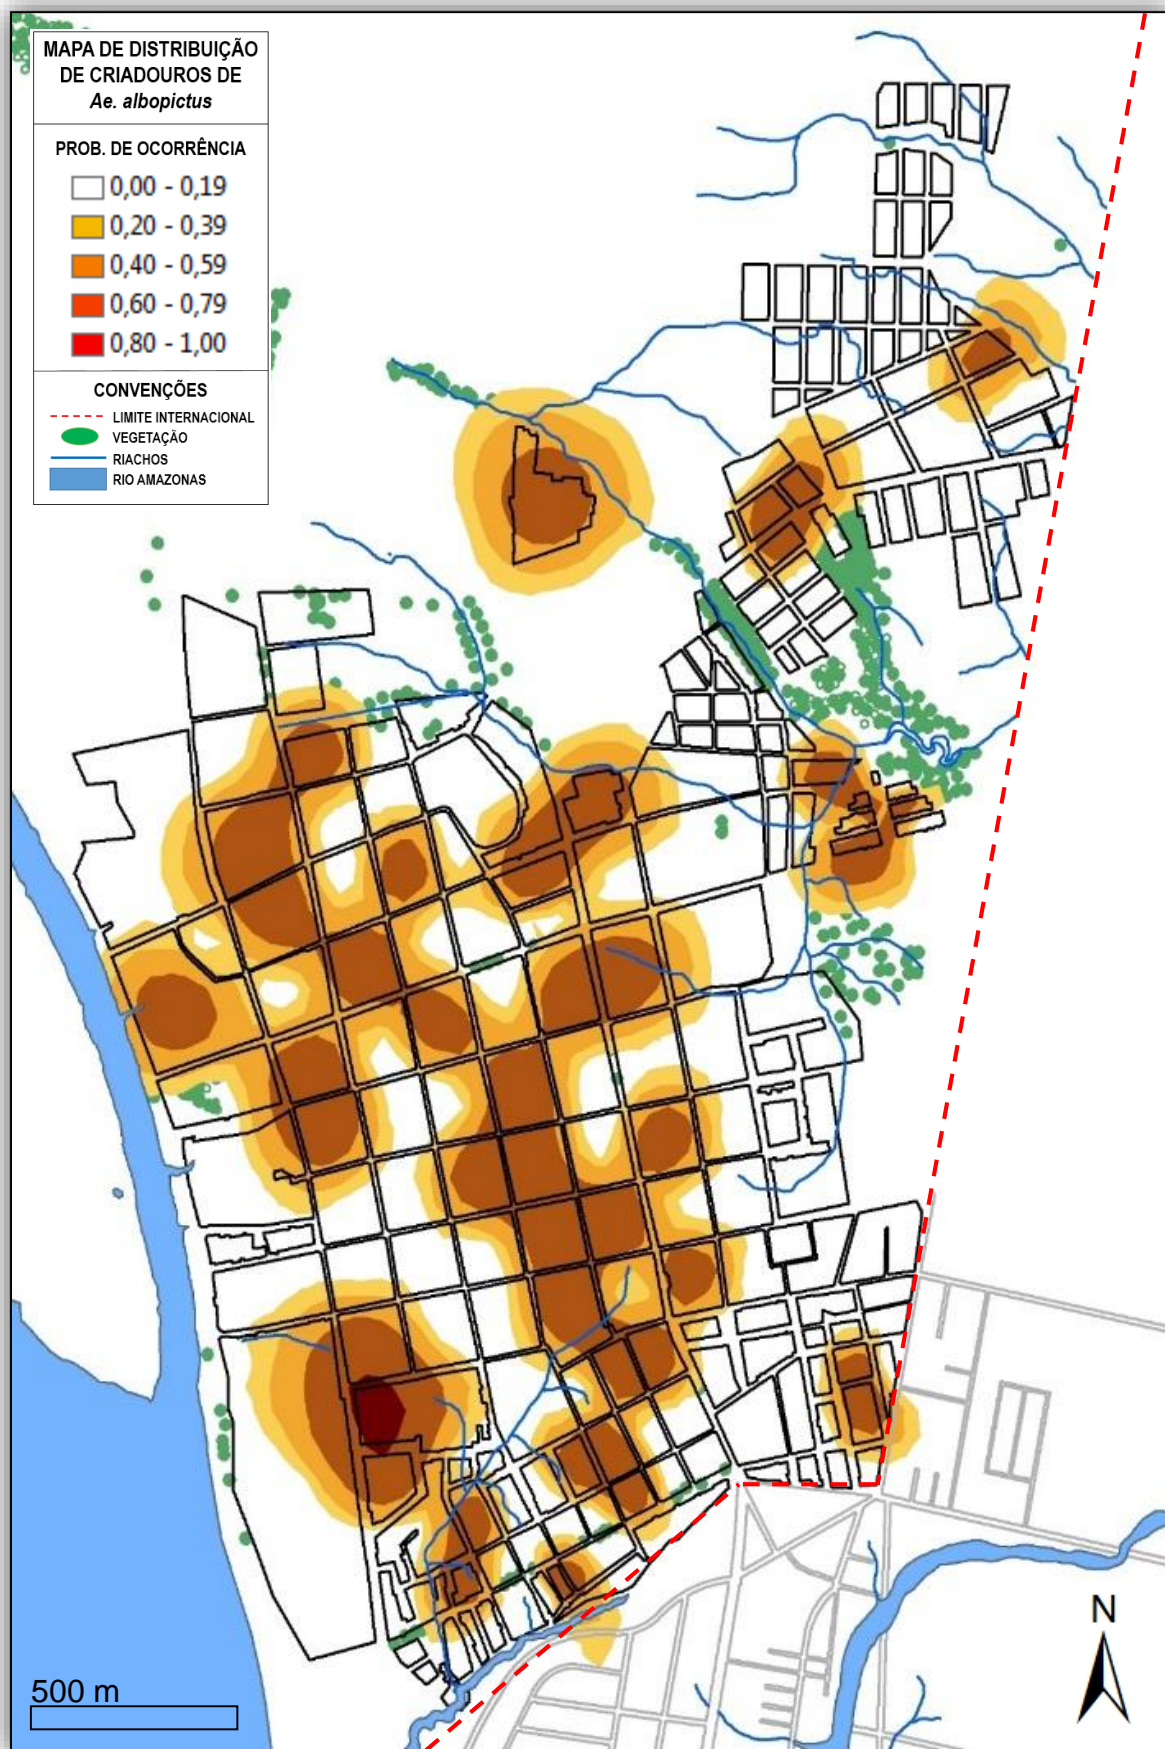 MAPA DE DISTRIBUIÇÃO
DE CRIADOUROS DE
Ae. albopictus
PROB. DE OCORRÊNCIA
0,00 - 0,19
0,20 - 0,39
0,40 - 0,59
0,60 - 0,79
0,80 - 1,00
CONVENÇÕES
LIMITE INTERNACIONAL
VEGETAÇÃO
RIACHOS
RIO AMAZONAS
N
500 m